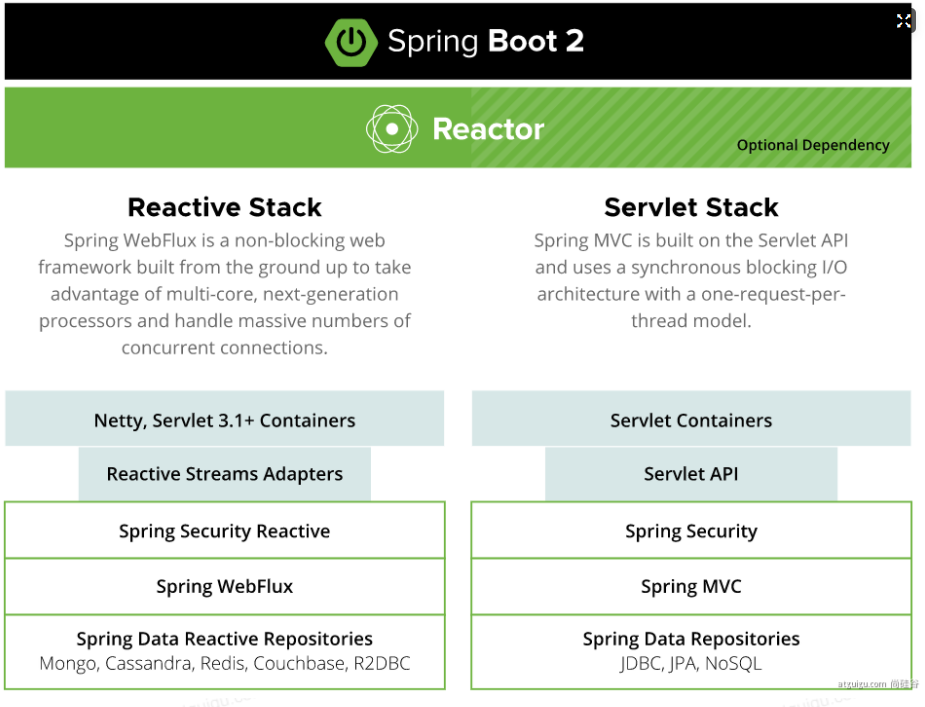 Spring Boot 2
Reactor
Optional Dependency
Reactive Stack
Spring WebFlux is a non-blocking web
framework built from the ground up to take
advantage of multi-core, next-generation
processors and handle massive numbers of
concurrent connections.
Servlet Stack
Spring MVC is built on the Servlet API
and uses a synchronous blocking I/O
architecture with a one-request-per-
thread model.
Netty, Servlet 3.1+ Containers
Reactive Streams Adapters
Spring Security Reactive
Spring WebFlux
Spring Data Reactive Repositories
Mongo, Cassandra, Redis, Couchbase, R2DBC
Servlet Containers
Servlet API
Spring Security
Spring MVC
Spring Data Repositories
JDBC, JPA, NoSQL
atguigu.com 尚硅谷